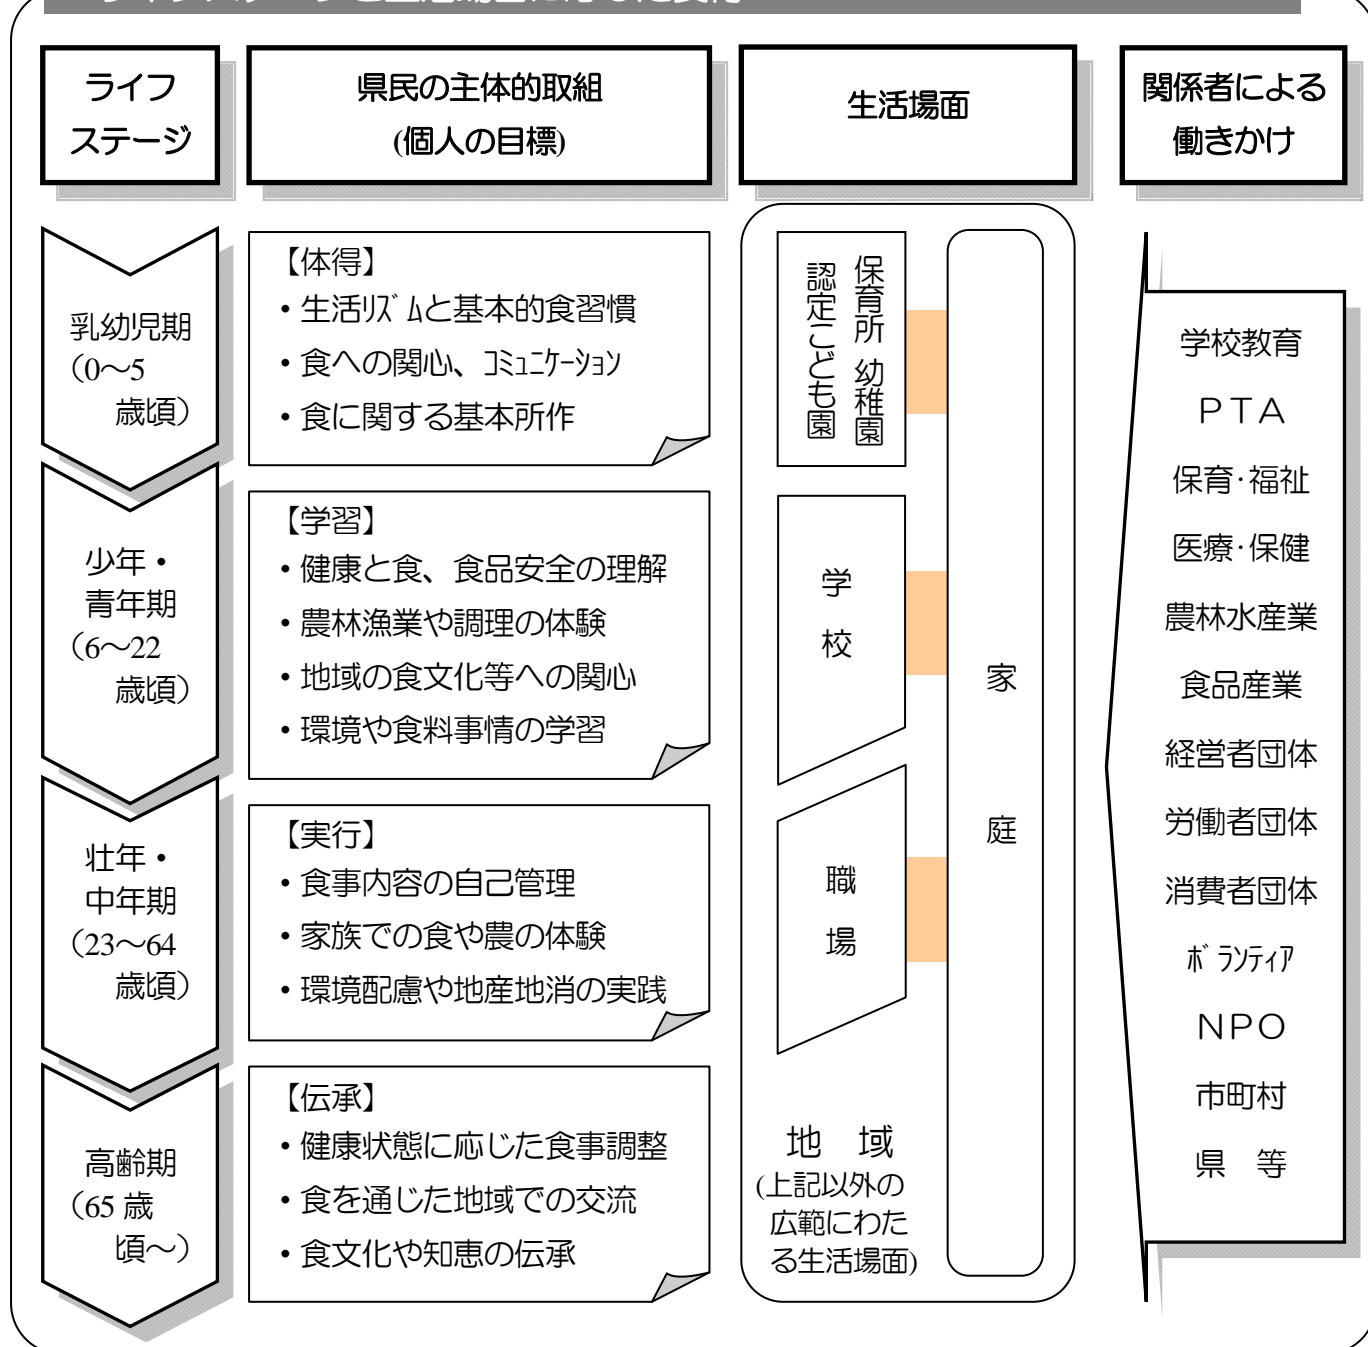 ライフ
ステージ
県民の主体的取組
(個人の目標)
生活場面
関係者による
働きかけ
乳幼児期
（0～5
歳頃）
【体得】
・生活ﾘｽﾞﾑと基本的食習慣
・食への関心、ｺﾐｭﾆｹｰｼｮﾝ
・食に関する基本所作
保育所 幼稚園
認定こども園
少年・
青年期
（6～22
歳頃）
【学習】
・健康と食、食品安全の理解
・農林漁業や調理の体験
・地域の食文化等への関心
・環境や食料事情の学習
学校
壮年・
中年期
（23～64
歳頃）
【実行】
・食事内容の自己管理
・家族での食や農の体験
・環境配慮や地産地消の実践
職場
高齢期
（65 歳
頃～）
【伝承】
・健康状態に応じた食事調整
・食を通じた地域での交流
・食文化や知恵の伝承
地　域
(上記以外の
広範にわた
る生活場面)
家庭
学校教育
ＰＴＡ
保育・福祉
医療・保健
農林水産業
食品産業
経営者団体
労働者団体
消費者団体
ﾎﾞﾗﾝﾃｨｱ
ＮＰＯ
市町村
県　等